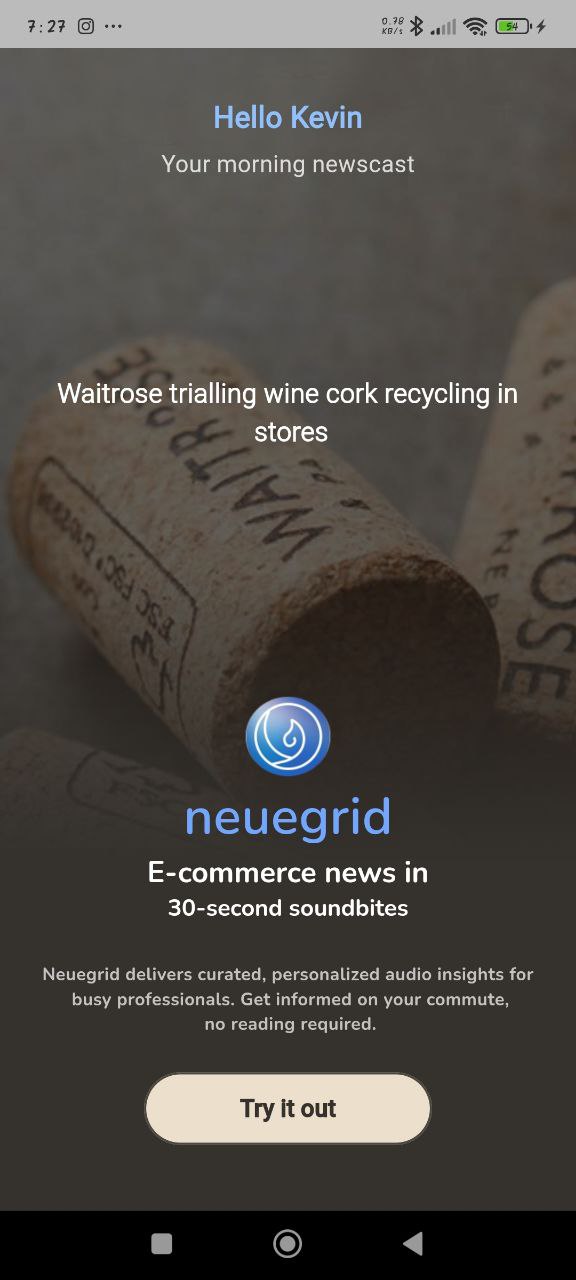 7:27
0.78
KB/s
54
Hello Kevin
Your morning newscast
Waitrose trialling wine cork recycling in
stores
WAITROSE
WAITROSE
neuegrid
E-commerce news in
30-second soundbites
Neuegrid delivers curated, personalized audio insights for
busy professionals. Get informed on your commute,
no reading required.
Try it out